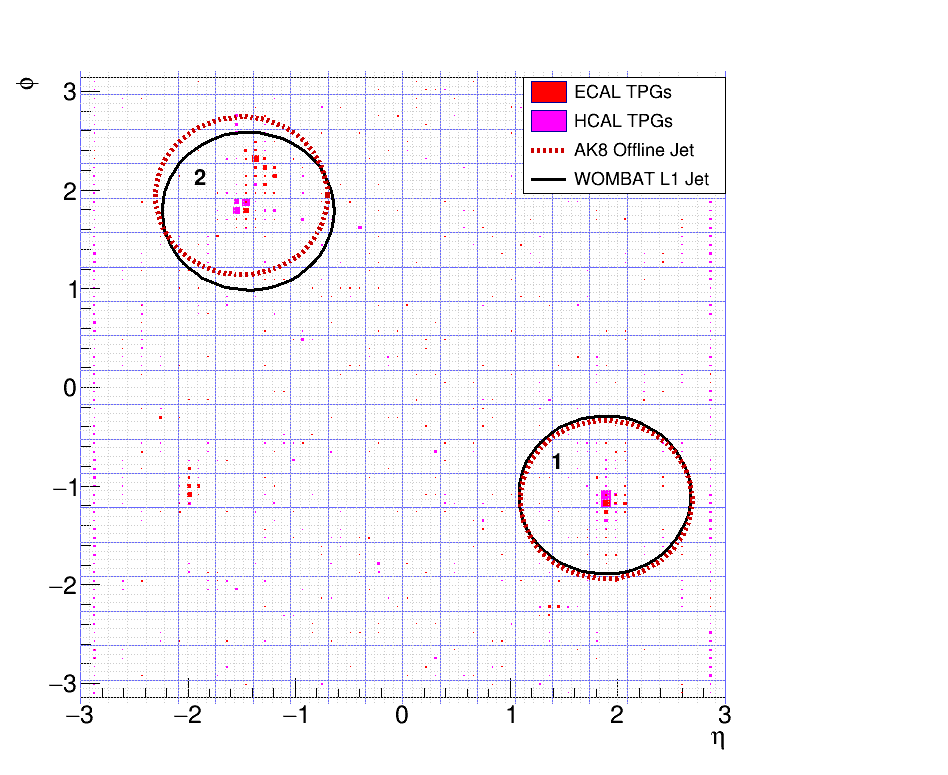 ϕ
3
2
1
0
−1
−2
−3
ECAL TPGs
HCAL TPGs
AK8 Offline Jet
WOMBAT L1 Jet
2
1
−3 −2 −1 0 1 2 3
η